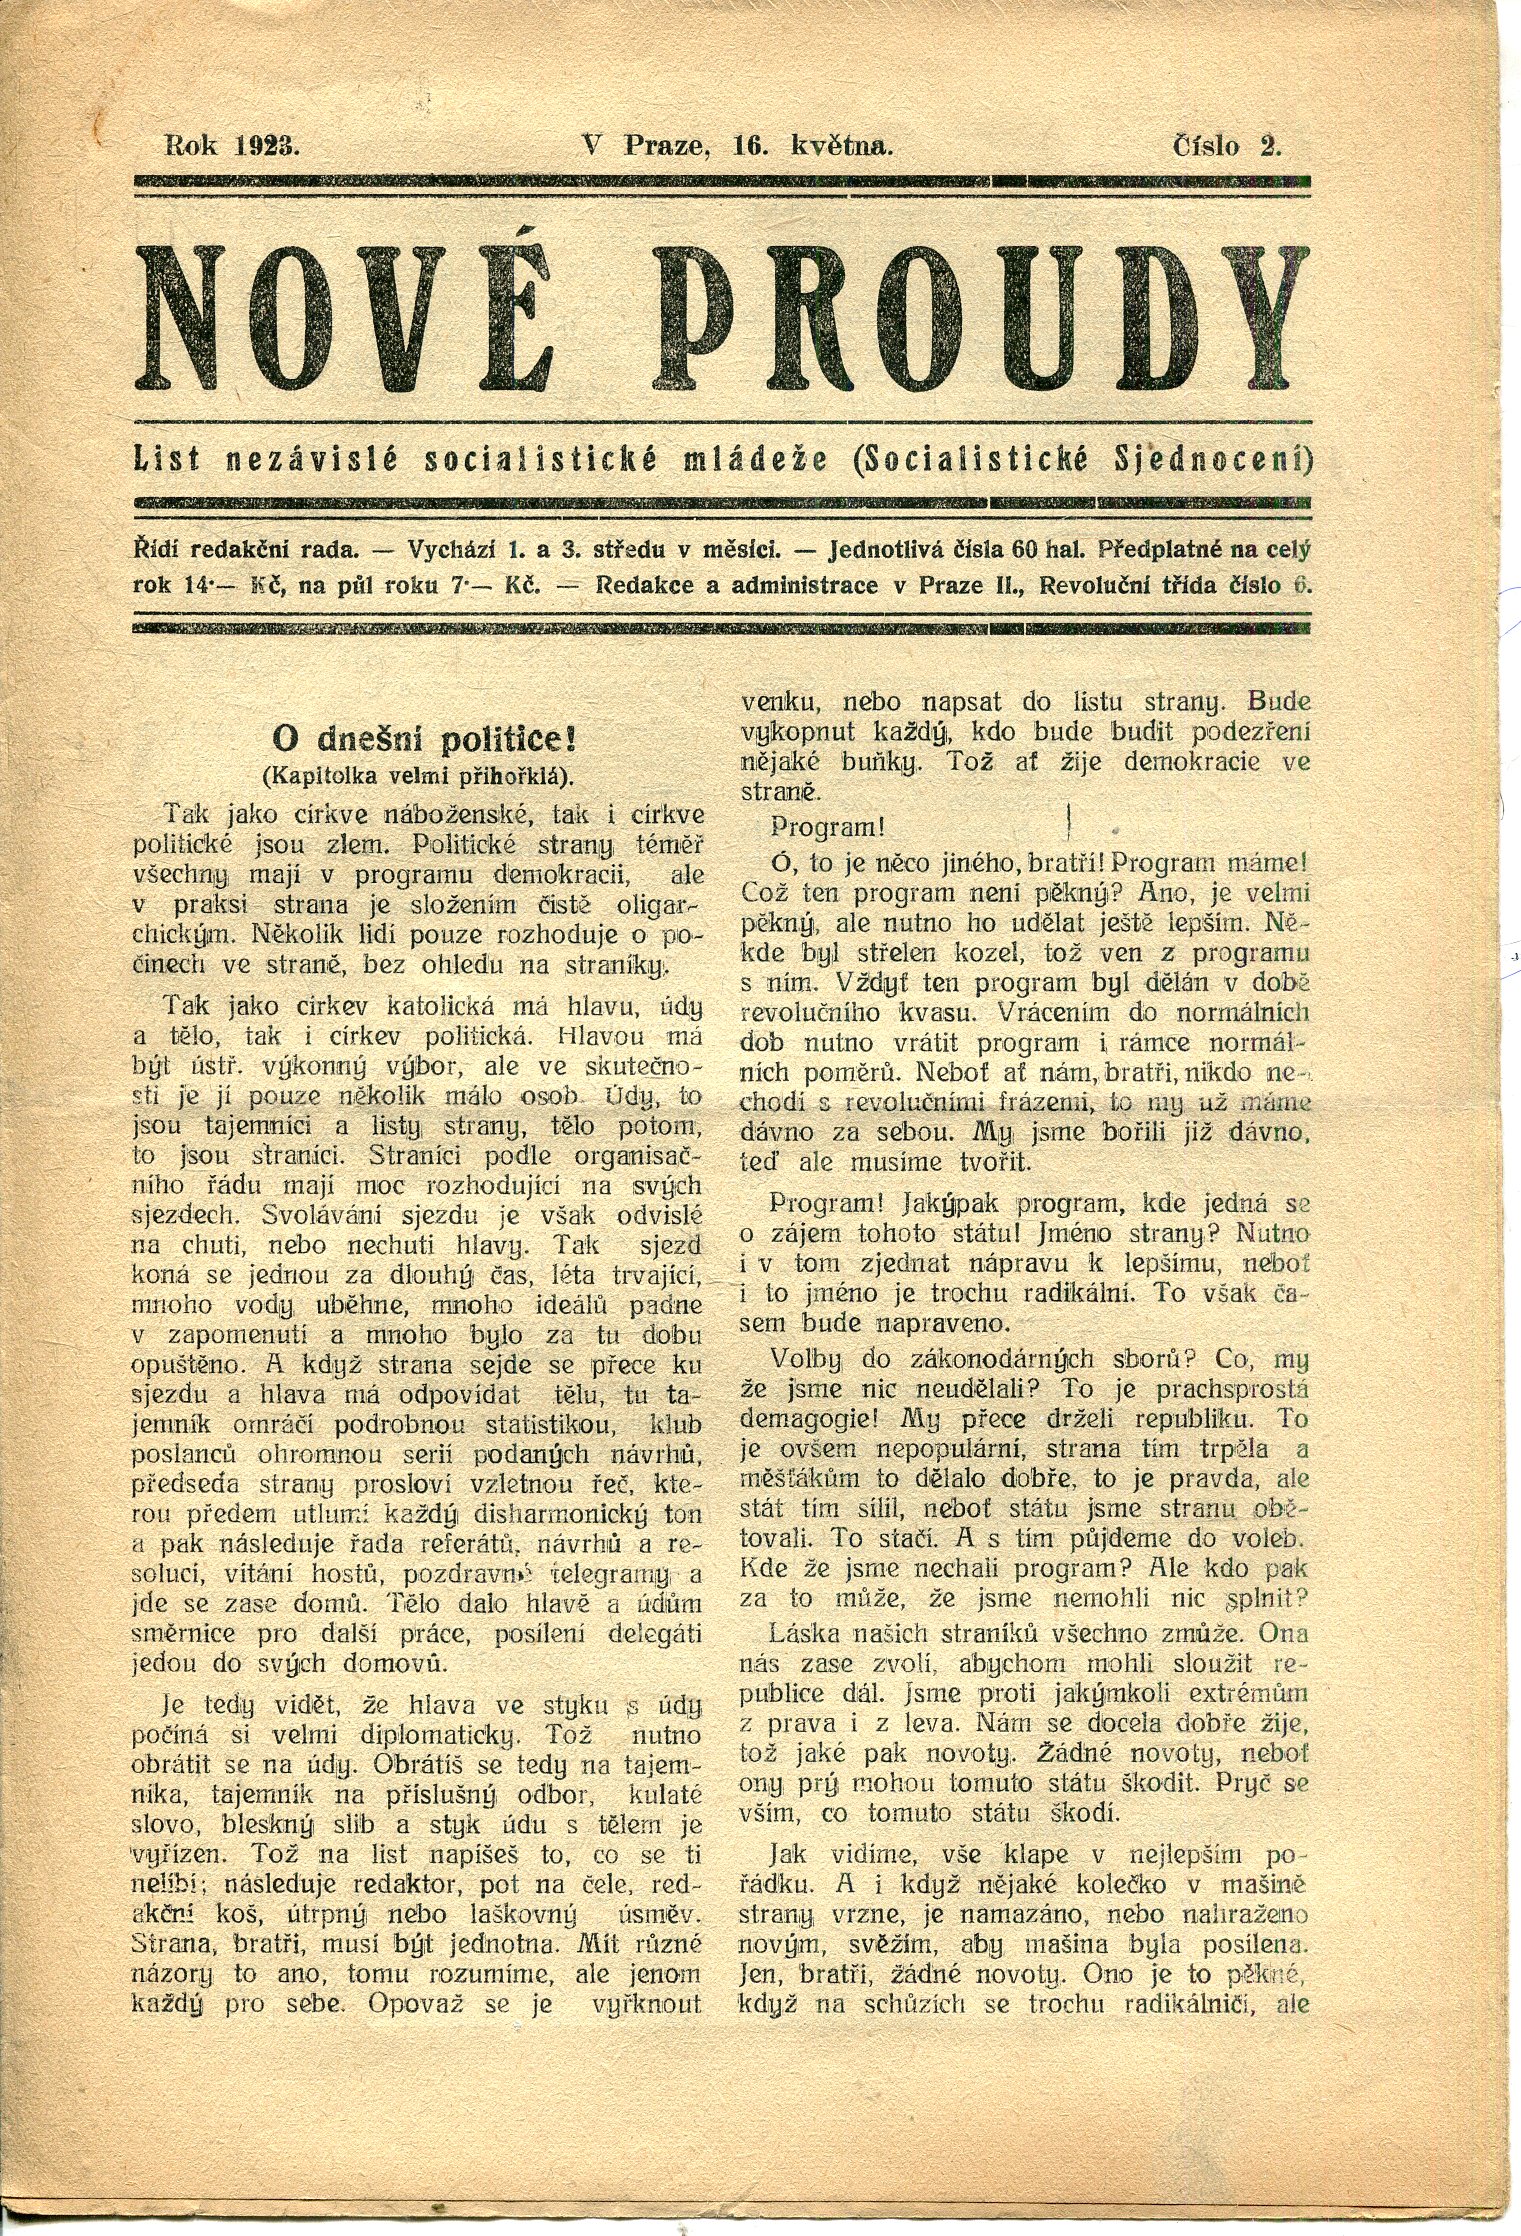 Rok 1923. V Praze, 16. května. Číslo 2.
NOVÉ PROUDY
List nezávislé socialistické mládeže (Socialistické Sjednocení)
Řídí redakční rada. — Vychází 1. a 3. středu v měsíci. — Jednotlivá čísla 60 hal. Předplatné na celý
rok 14·— Kč, na půl roku 7·— Kč. — Redakce a administrace v Praze II., Revoluční třída číslo 6.
O dnešní politice!
(Kapitolka velmi přihořklá).
Tak jako církve náboženské, tak i církve
politické jsou zlem. Politické strany téměř
všechny mají v programu demokracii, ale
v praksi strana je složením čistě oligar-
chickým. Několik lidí pouze rozhoduje o po-
činech ve straně, bez ohledu na straníky.
Tak jako církev katolická má hlavu, údy
a tělo, tak i církev politická. Hlavou má
být ústř. výkonný výbor, ale ve skutečno-
sti je jí pouze několik málo osob. Údy, to
jsou tajemníci a listy strany, tělo potom,
to jsou straníci. Straníci podle organisač-
ního řádu mají moc rozhodující na svých
sjezdech. Svolávání sjezdu je však odvislé
na chuti, nebo nechuti hlavy. Tak sjezd
koná se jednou za dlouhý čas, léta trvající,
mnoho vody uběhne, mnoho ideálů padne
v zapomenutí a mnoho bylo za tu dobu
opuštěno. A když strana sejde se přece ku
sjezdu a hlava má odpovídat tělu, tu ta-
jemník omráčí podrobnou statistikou, klub
poslanců ohromnou serií podaných návrhů,
předseda strany prosloví vzletnou řeč, kte-
rou předem utlumí každý disharmonický ton
a pak následuje řada referátů, návrhů a re-
solucí, vítání hostů, pozdravné telegramy a
jde se zase domů. Tělo dalo hlavě a údům
směrnice pro další práce, posílení delegáti
jedou do svých domovů.
Je tedy vidět, že hlava ve styku s údy
počíná si velmi diplomaticky. Tož nutno
obrátit se na údy. Obrátíš se tedy na tajem-
níka, tajemník na příslušný odbor, kulaté
slovo, bleskný slib a styk údu s tělem je
vyřízen. Tož na list napíšeš to, co se ti
nelíbí; následuje redaktor, pot na čele, red-
akční koš, útrpný nebo laškovný úsměv.
Strana, bratři, musí být jednotna. Mít různé
názory to ano, tomu rozumíme, ale jenom
každý pro sebe. Opovaž se je vyřknout
venku, nebo napsat do listu strany. Bude
vykopnut každý, kdo bude budit podezření
nějaké buňky. Tož ať žije demokracie ve
straně.
Program!
Ó, to je něco jiného, bratří! Program máme!
Což ten program není pěkný? Ano, je velmi
pěkný, ale nutno ho udělat ještě lepším. Ně-
kde byl střelen kozel, tož ven z programu
s ním. Vždyť ten program byl dělán v době
revolučního kvasu. Vrácením do normálních
dob nutno vrátit program i rámce normál-
ních poměrů. Neboť ať nám, bratři, nikdo ne-
chodí s revolučními frázemi, to my už máme
dávno za sebou. My jsme bořili již dávno,
teď ale musíme tvořit.
Program! Jakýpak program, kde jedná se
o zájem tohoto státu! Jméno strany? Nutno
i v tom zjednat nápravu k lepšímu, neboť
i to jméno je trochu radikální. To však ča-
sem bude napraveno.
Volby do zákonodárných sborů? Co, my
že jsme nic neudělali? To je prachsprostá
demagogie! My přece drželi republiku. To
je ovšem nepopulární, strana tím trpěla a
měšťákům to dělalo dobře, to je pravda, ale
stát tím sílil, neboť státu jsme stranu obě-
tovali. To stačí. A s tím půjdeme do voleb.
Kde že jsme nechali program? Ale kdo pak
za to může, že jsme nemohli nic splnit?
Láska našich straníků všechno zmůže. Ona
nás zase zvolí, abychom mohli sloužit re-
publice dál. Jsme proti jakýmkoli extrémům
z prava i z leva. Nám se docela dobře žije,
tož jaké pak novoty. Žádné novoty, neboť
ony prý mohou tomuto státu škodit. Pryč se
vším, co tomuto státu škodí.
Jak vidíme, vše klape v nejlepším po-
řádku. A i když nějaké kolečko v mašině
strany vrzne, je namazáno, nebo nahraženo
novým, svěžím, aby mašina byla posílena.
Jen, bratři, žádné novoty. Ono je to pěkné,
když na schůzích se trochu radikálničí, ale